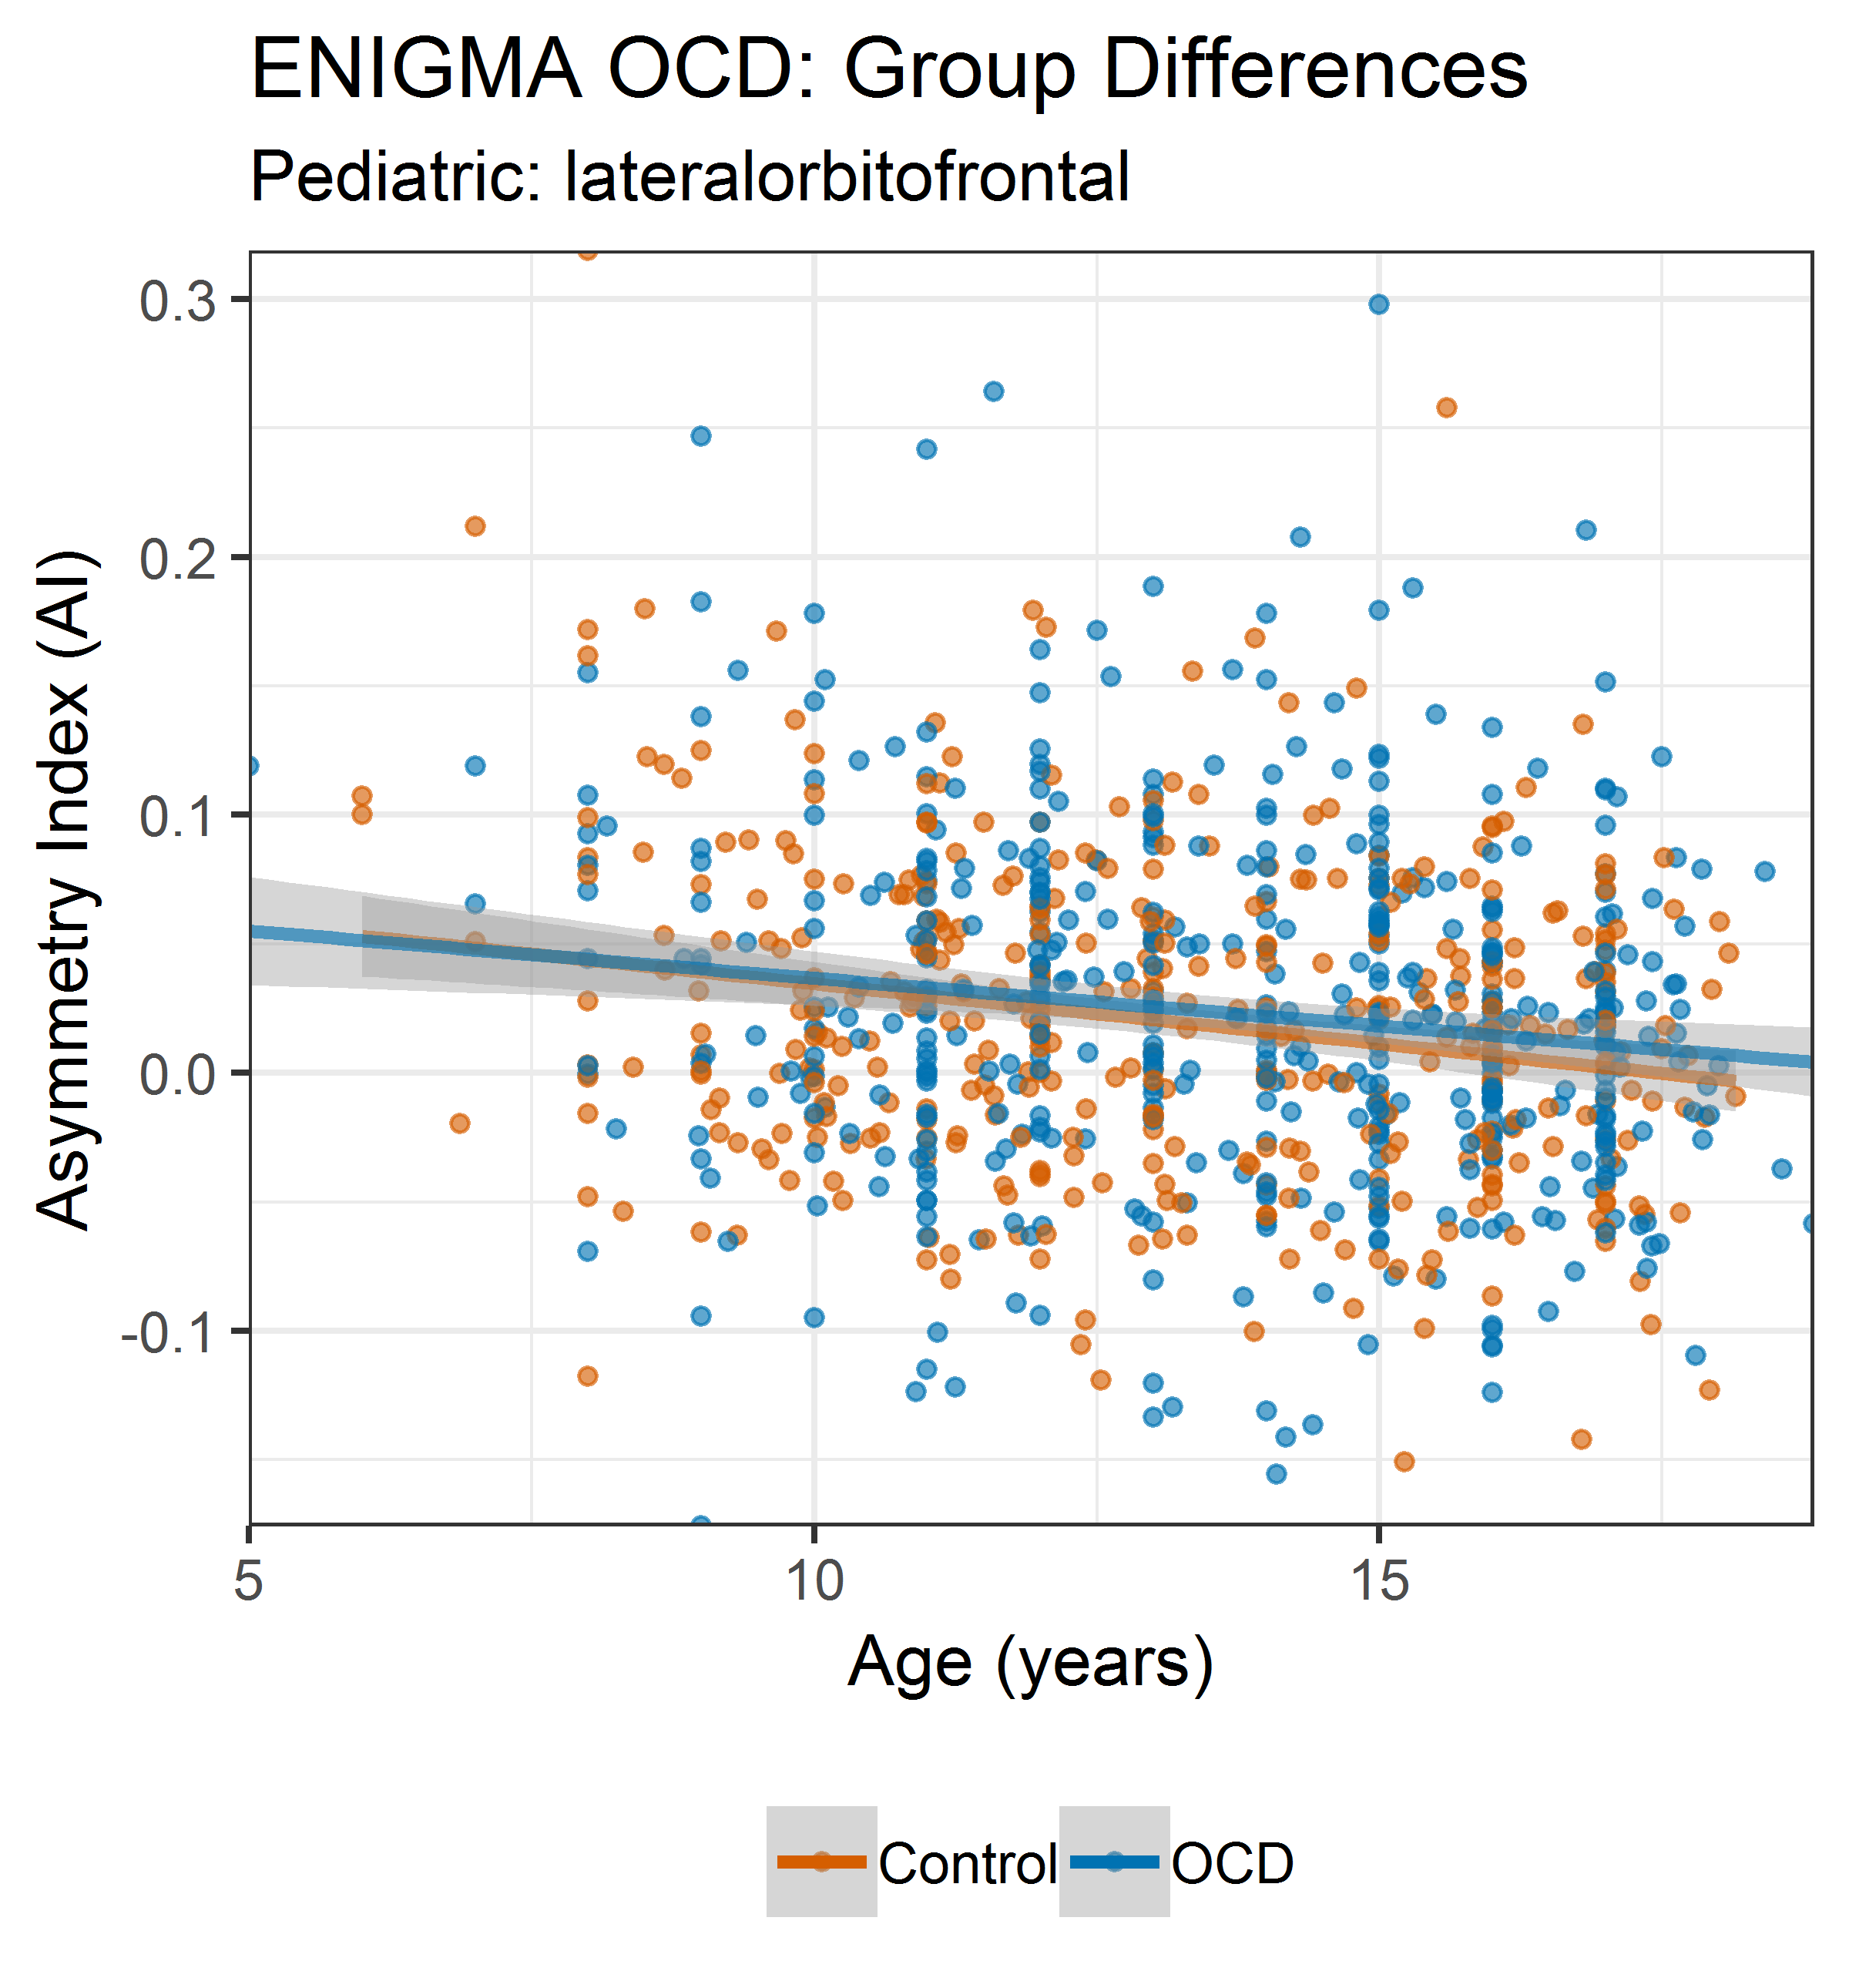 ENIGMA OCD: Group Differences
Pediatric: lateralorbitofrontal
Asymmetry Index (AI)
0.3
0.2
0.1
0.0
-0.1
5 10 15
Age (years)
Control OCD